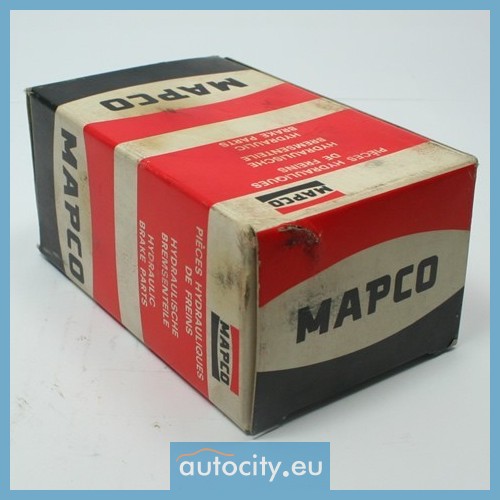 MAPCO
PIÈCES HYDRAULIQUES
DE FREINS
HYDRAULISCHE
BREMSENTEILE
HYDRAULIC
BRAKE PARTS
MAPCO
MAPCO
PIÈCES HYDRAULIQUES
DE FREINS
HYDRAULISCHE
BREMSENTEILE
HYDRAULIC
BRAKE PARTS
MAPCO
MAPCO
autocity.eu